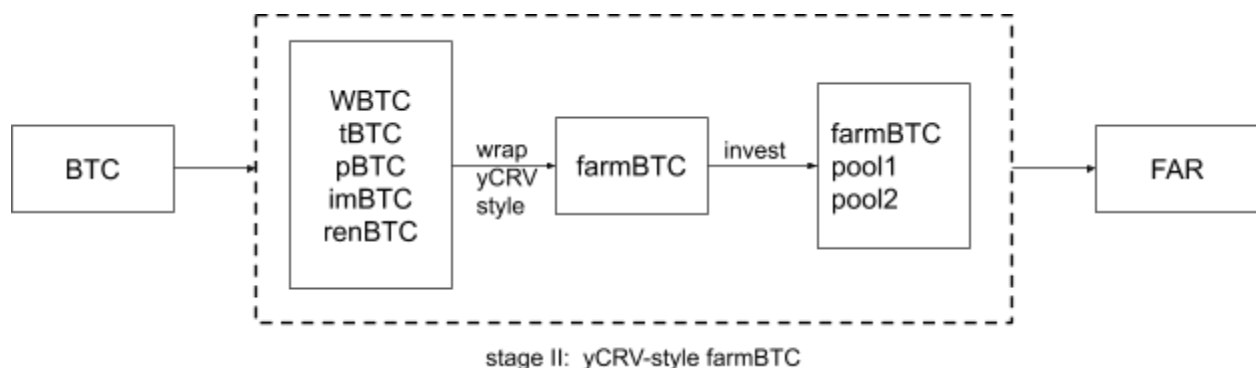 BTC
WBTC
tBTC
pBTC
imBTC
renBTC
wrap
yCRV
style
farmBTC
invest
farmBTC
pool1
pool2
FAR
stage II:  yCRV-style farmBTC